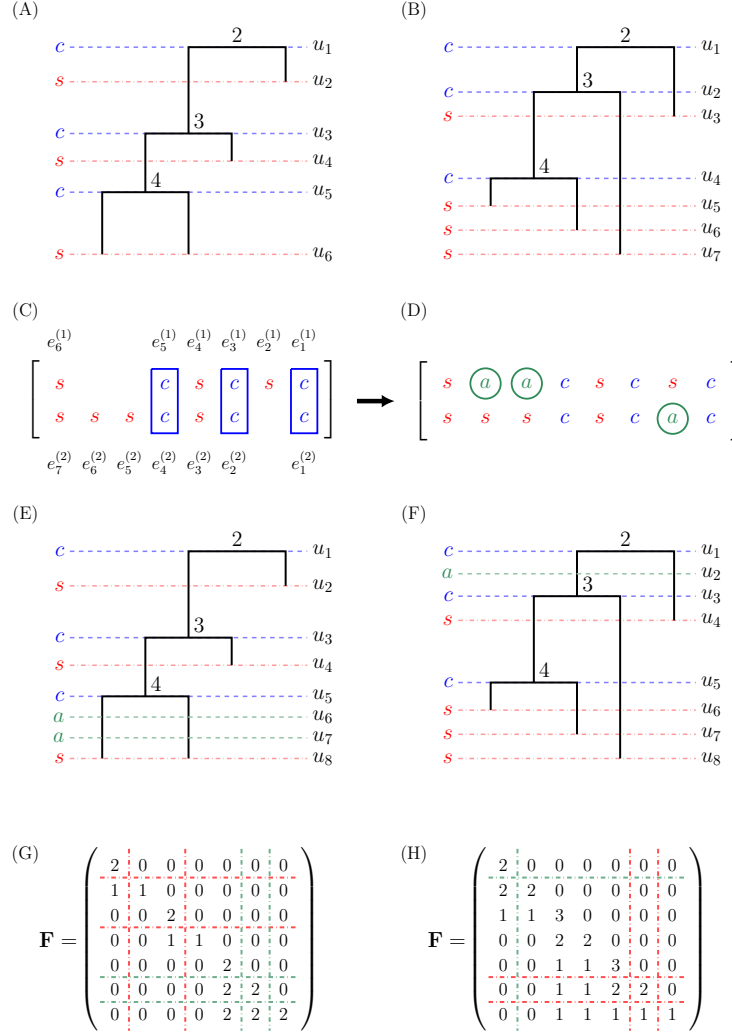 (A) (B)
2 2
c u₁ c u₁
s u₂
3 c u₂
3 s u₃
c u₃
s u₄
4 4
c u₅ c u₄
s u₅
s u₆
s u₆ s u₇
(C) (D)
e₆⁽¹⁾ e₅⁽¹⁾ e₄⁽¹⁾ e₃⁽¹⁾ e₂⁽¹⁾ e₁⁽¹⁾
s c s c s c s a a c s c s c
s s s c s c c s s s c s c a c
e₇⁽²⁾ e₆⁽²⁾ e₅⁽²⁾ e₄⁽²⁾ e₃⁽²⁾ e₂⁽²⁾ e₁⁽²⁾
(E) (F)
2 2
c u₁ c u₁
a u₂
s u₂
3 3
c u₃
s u₄
c u₃
s u₄
4 4
c u₅ c u₅
a u₆ s u₆
a u₇ s u₇
s u₈ s u₈
(G) (H)
2 0 0 0 0 0 0 2 0 0 0 0 0 0
1 1 0 0 0 0 0 2 2 0 0 0 0 0
0 0 2 0 0 0 0 1 1 3 0 0 0 0
F = 0 0 1 1 0 0 0 F = 0 0 2 2 0 0 0
0 0 0 0 2 0 0 0 0 1 1 3 0 0
0 0 0 0 2 2 0 0 0 1 1 2 2 0
0 0 0 0 2 2 2 0 0 1 1 1 1 1